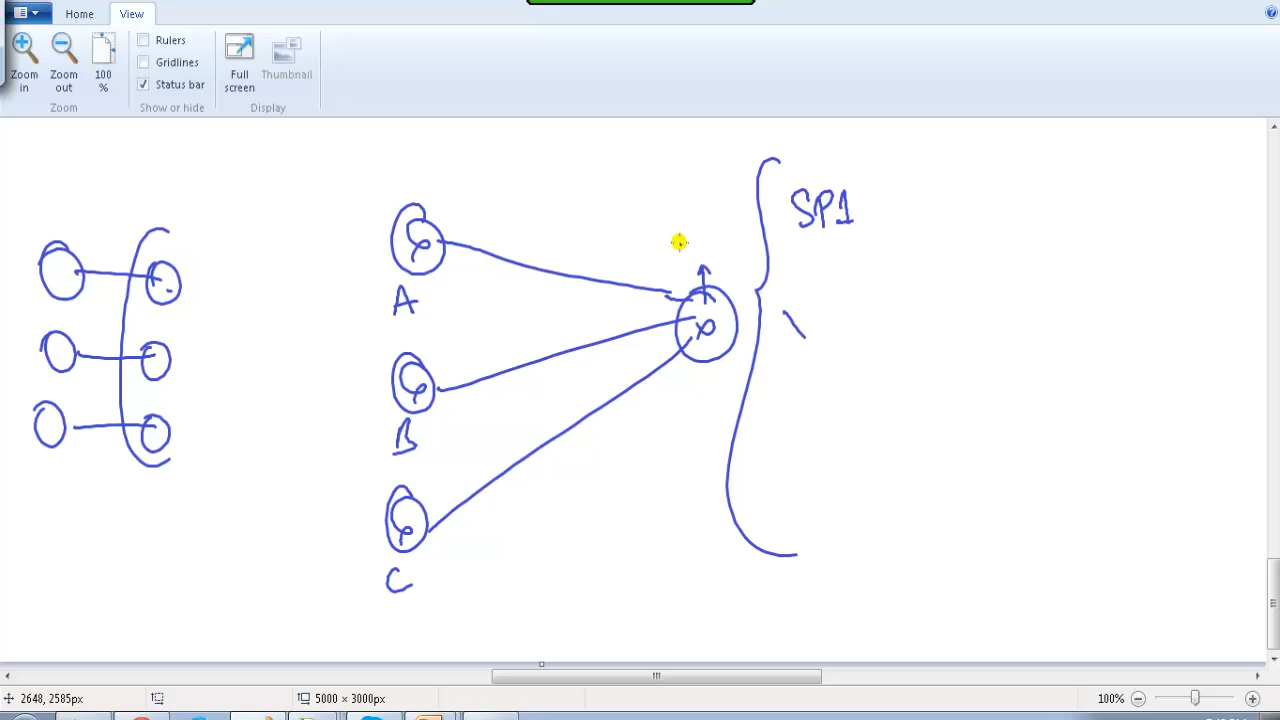 Home
View
Zoom in
Zoom out
100 %
Rulers
Gridlines
Status bar
Full screen
Thumbnail
Zoom
Show or hide
Display
SP1
A
B
C
2648, 2585px
5000 × 3000px
100%